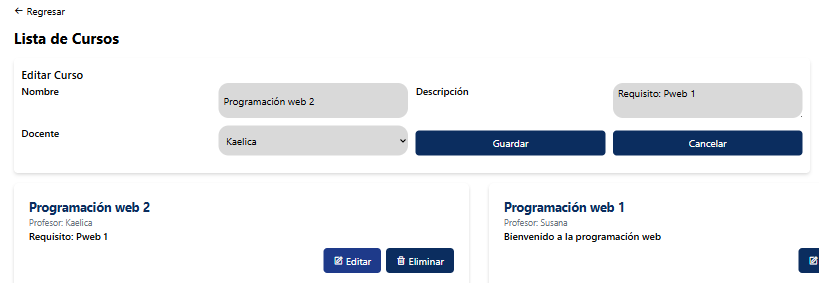 ← Regresar
Lista de Cursos
Editar Curso
Nombre
Programación web 2
Descripción
Requisito: Pweb 1
Docente
Kaelica
Guardar
Cancelar
Programación web 2
Profesor: Kaelica
Requisito: Pweb 1
Editar
Eliminar
Programación web 1
Profesor: Susana
Bienvenido a la programación web